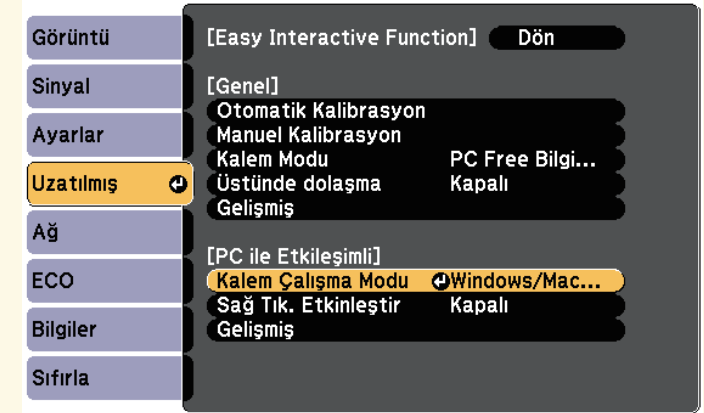 Görüntü
Sinyal
Ayarlar
Uzatılmış
Ağ
ECO
Bilgiler
Sıfırla
[Easy Interactive Function] Dön
[Genel]
Otomatik Kalibrasyon
Manuel Kalibrasyon
Kalem Modu PC Free Bilgi...
Üstünde dolaşma Kapalı
Gelişmiş
[PC ile Etkileşimli]
Kalem Çalışma Modu Windows/Mac...
Sağ Tık. Etkinleştir Kapalı
Gelişmiş